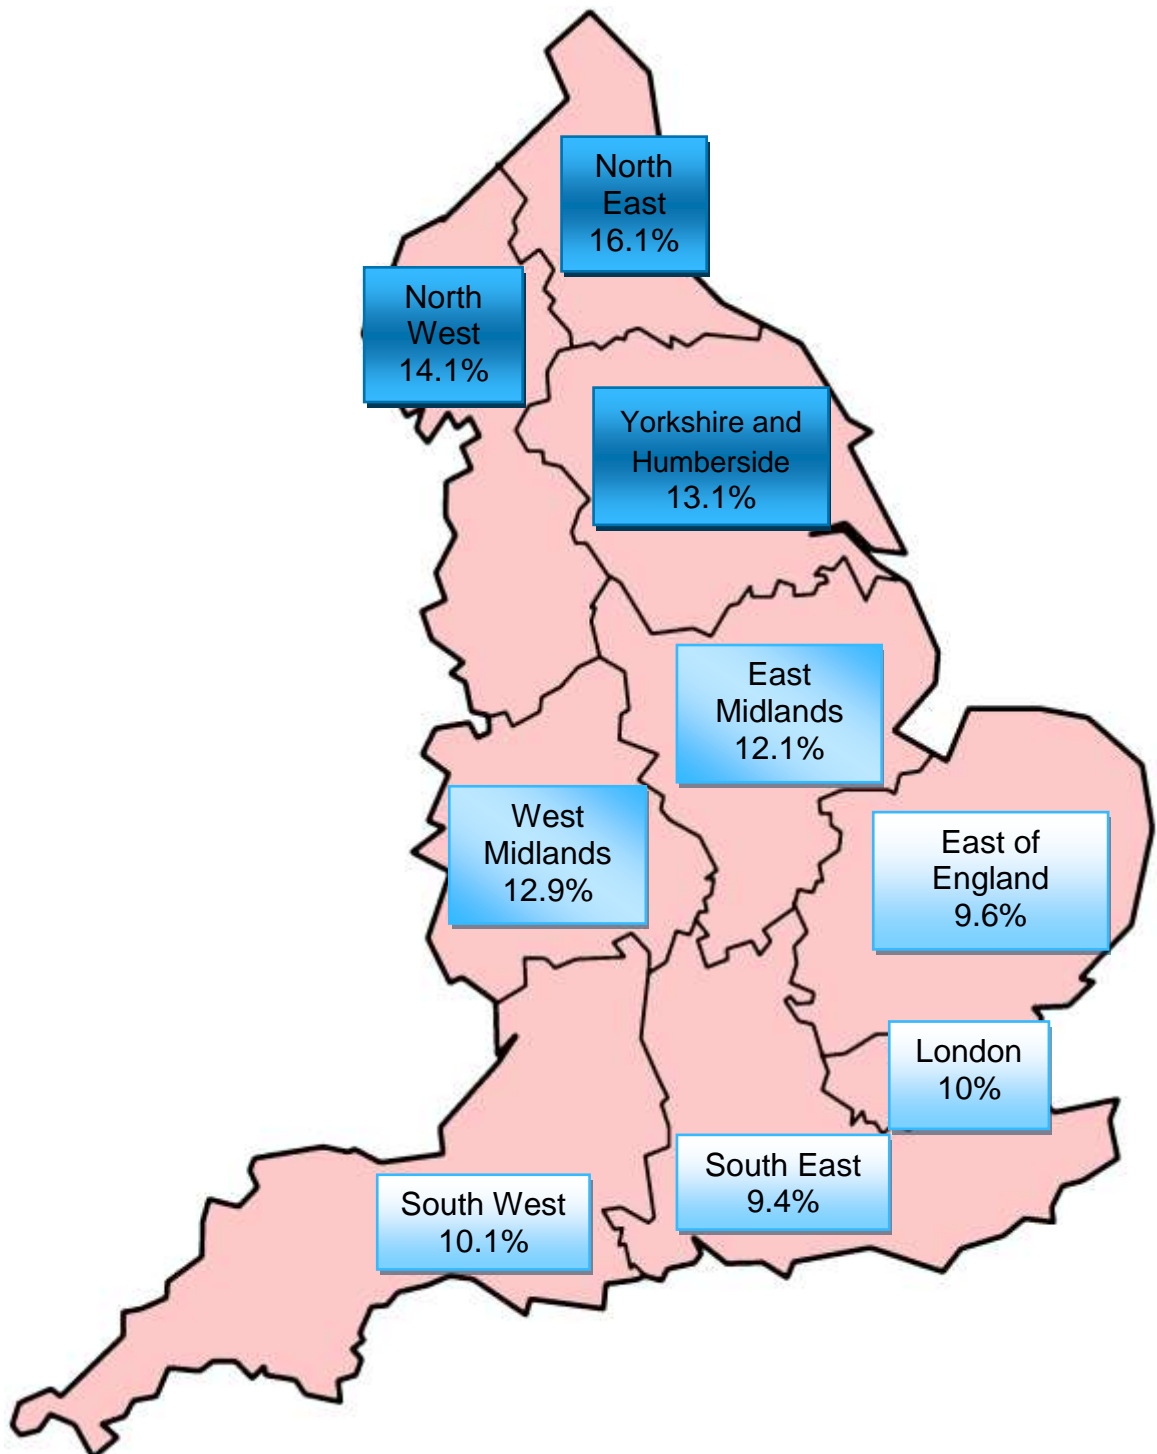 North
East
16.1%
North
West
14.1%
Yorkshire and
Humberside
13.1%
East
Midlands
12.1%
West
Midlands
12.9%
East of
England
9.6%
London
10%
South East
9.4%
South West
10.1%